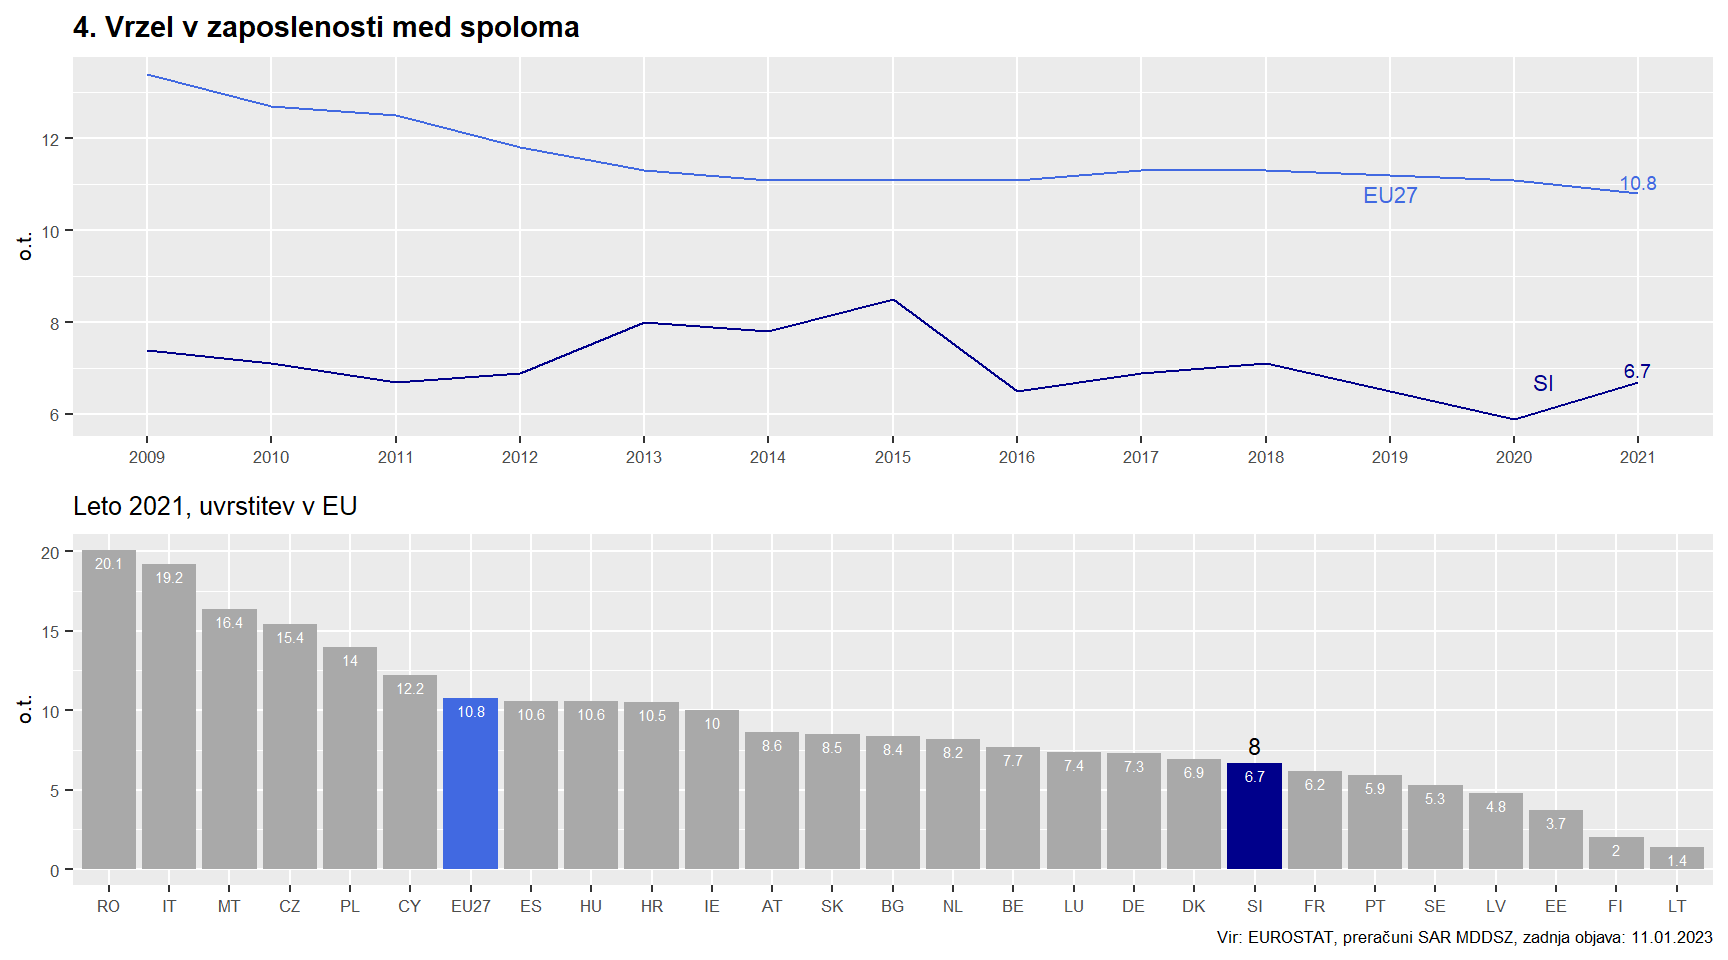 4. Vrzel v zaposlenosti med spoloma
o.t.
12
10
8
6
EU27
10.8
SI
6.7
2009 2010 2011 2012 2013 2014 2015 2016 2017 2018 2019 2020 2021
Leto 2021, uvrstitev v EU
o.t.
20
15
10
5
0
8
20.1 19.2 16.4 15.4 14 12.2 10.8 10.6 10.6 10.5 10 8.6 8.5 8.4 8.2 7.7 7.4 7.3 6.9 6.7 6.2 5.9 5.3 4.8 3.7 2 1.4
RO IT MT CZ PL CY EU27 ES HU HR IE AT SK BG NL BE LU DE DK SI FR PT SE LV EE FI LT
Vir: EUROSTAT, preračuni SAR MDDSZ, zadnja objava: 11.01.2023